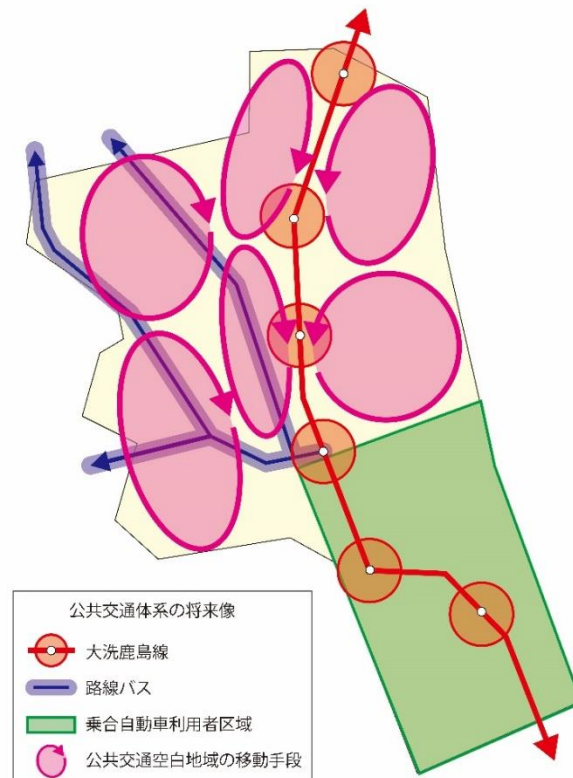 公共交通体系の将来像
大洗鹿島線
路線バス
乗合自動車利用者区域
公共交通空白地域の移動手段